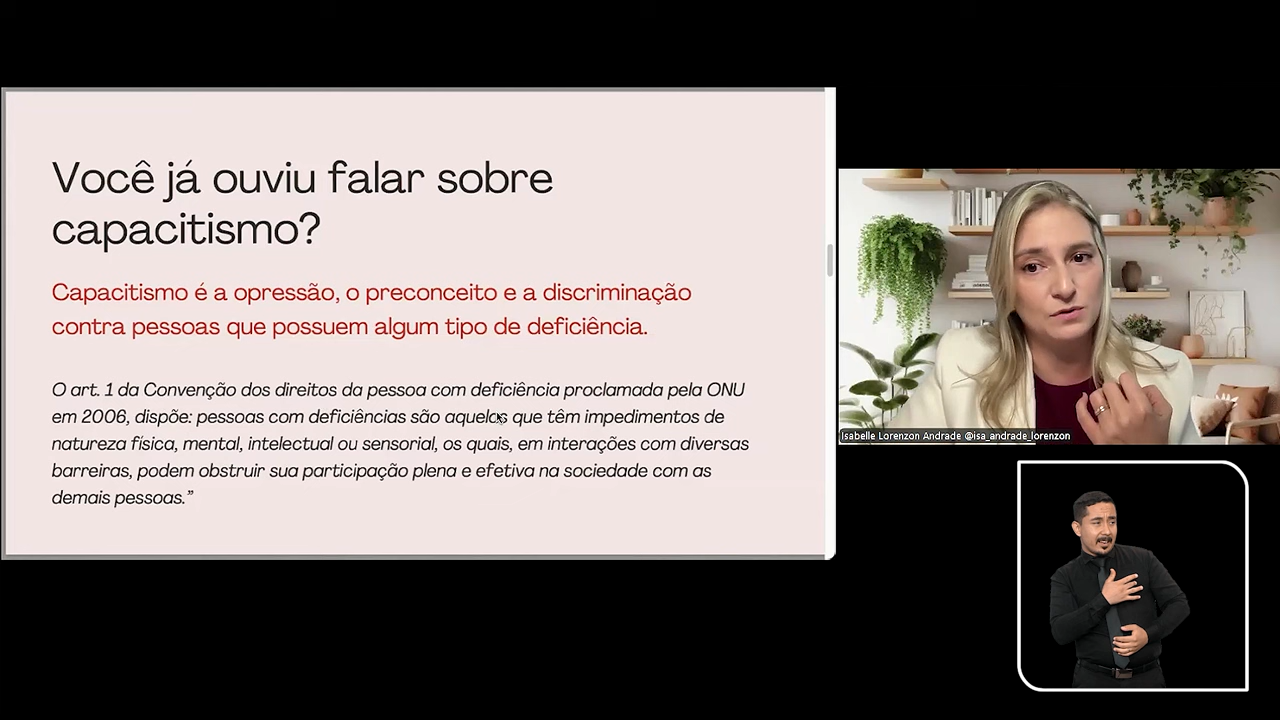 Você já ouviu falar sobre
capacitismo?
Capacitismo é a opressão, o preconceito e a discriminação
contra pessoas que possuem algum tipo de deficiência.
O art. 1 da Convenção dos direitos da pessoa com deficiência proclamada pela ONU
em 2006, dispõe: pessoas com deficiências são aquelas que têm impedimentos de
natureza física, mental, intelectual ou sensorial, os quais, em interações com diversas
barreiras, podem obstruir sua participação plena e efetiva na sociedade com as
demais pessoas.”
Isabelle Lorenzon Andrade @isa_andrade_lorenzon